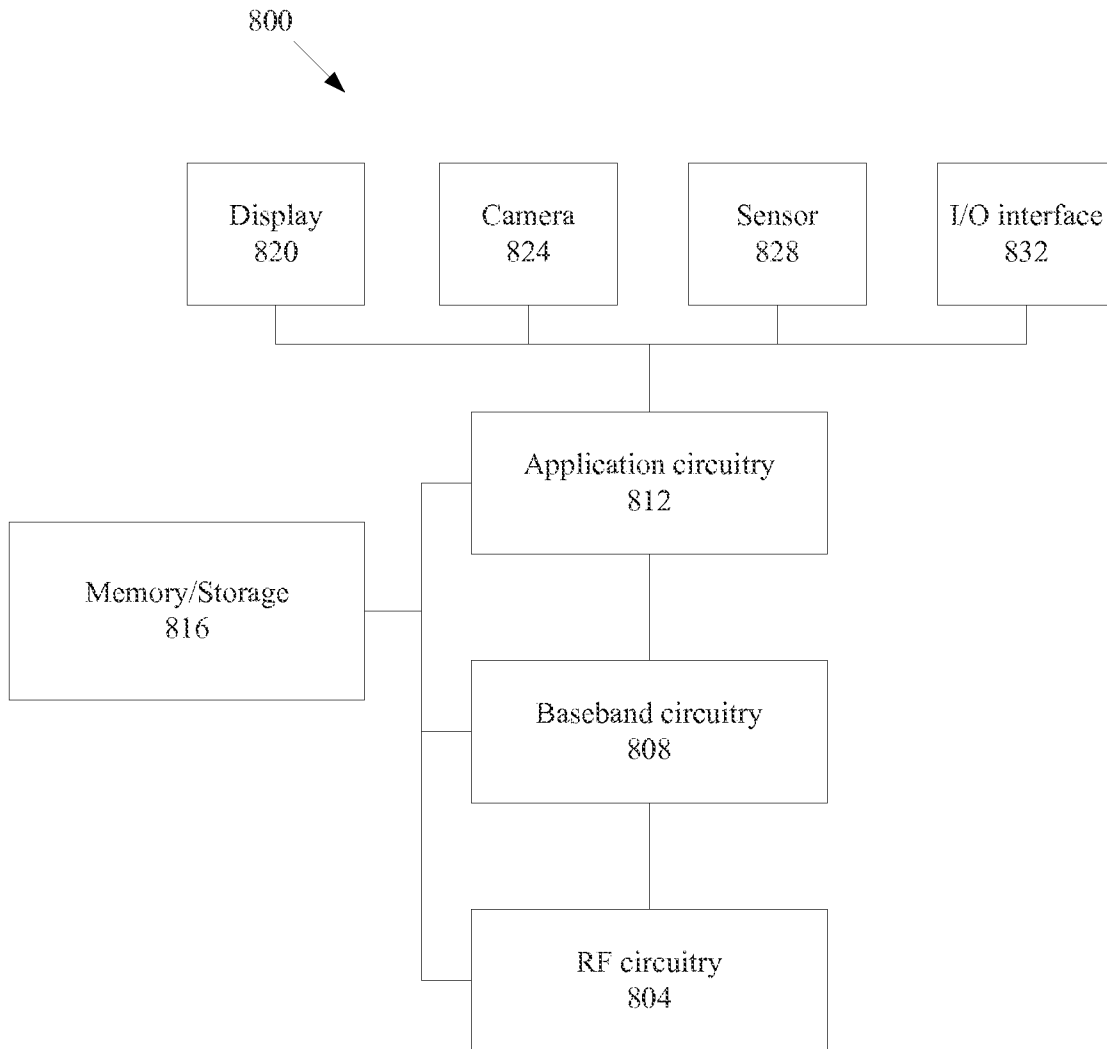 800
Display
820
Camera
824
Sensor
828
I/O interface
832
Application circuitry
812
Memory/Storage
816
Baseband circuitry
808
RF circuitry
804